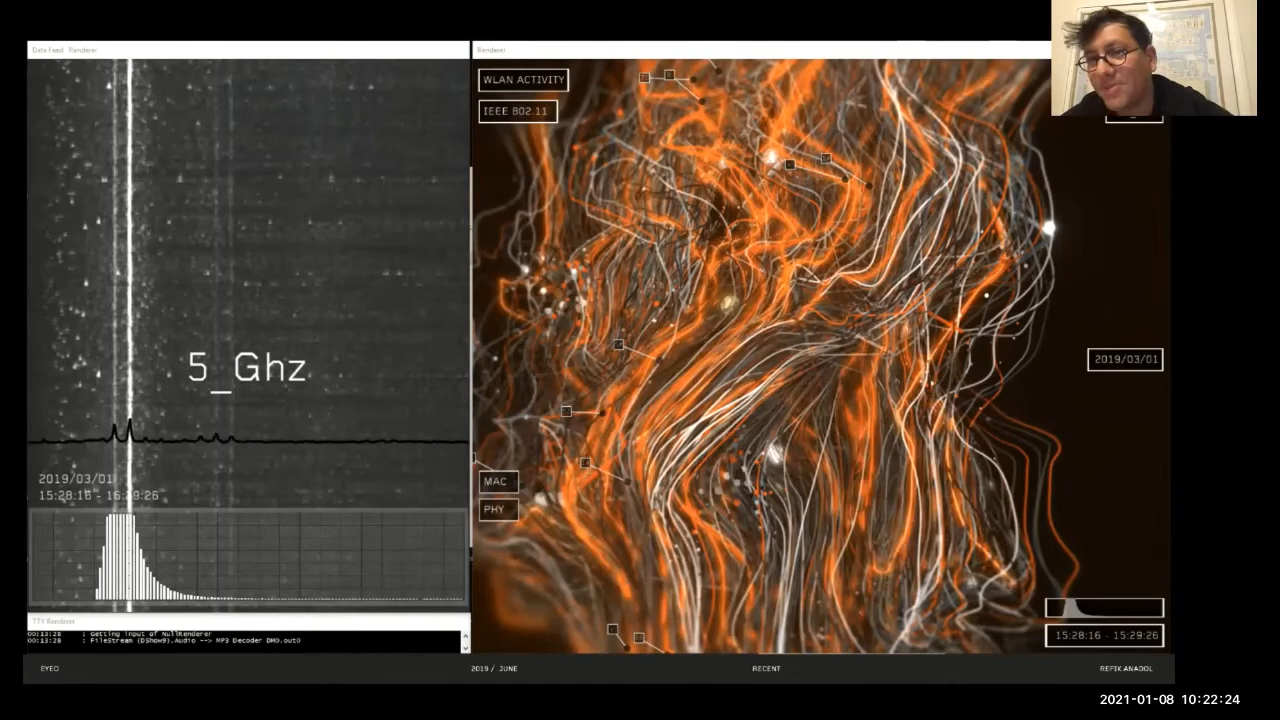 Data Feed Renderer
Renderer
WLAN ACTIVITY
IEEE 802.11
5_Ghz
2019/03/01
2019/03/01
15:28:16 - 16:29:26
MAC
PHY
TTY Renderer
00:13:28 : Getting input of NullRenderer
00:13:28 : FileStream (DShow9).Audio --> MP3 Decoder DMO.out0
15:28:16 - 15:29:26
EYEO
2019 / JUNE
RECENT
REFIK ANADOL
2021-01-08 10:22:24